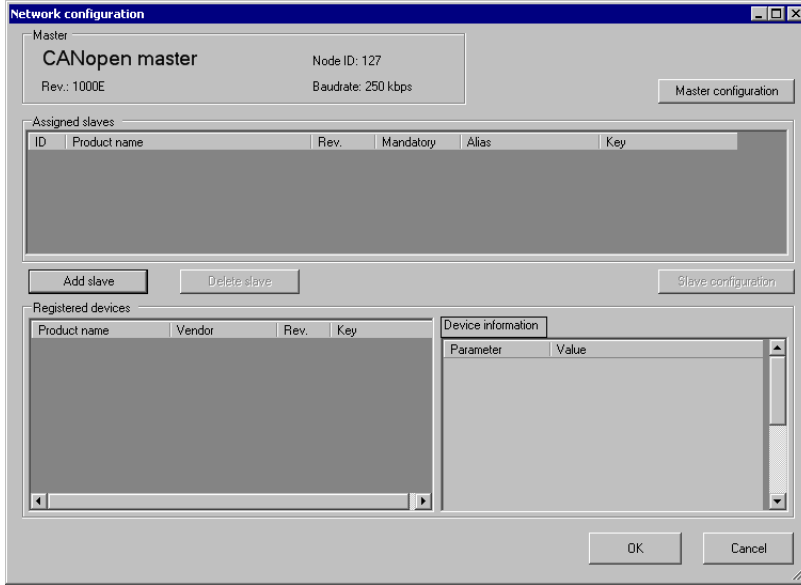 Network configuration
Master
CANopen master
Node ID: 127
Rev.: 1000E
Baudrate: 250 kbps
Master configuration
Assigned slaves
ID Product name Rev. Mandatory Alias Key
Add slave
Delete slave
Slave configuration
Registered devices
Product name Vendor Rev. Key
Device information
Parameter Value
OK
Cancel